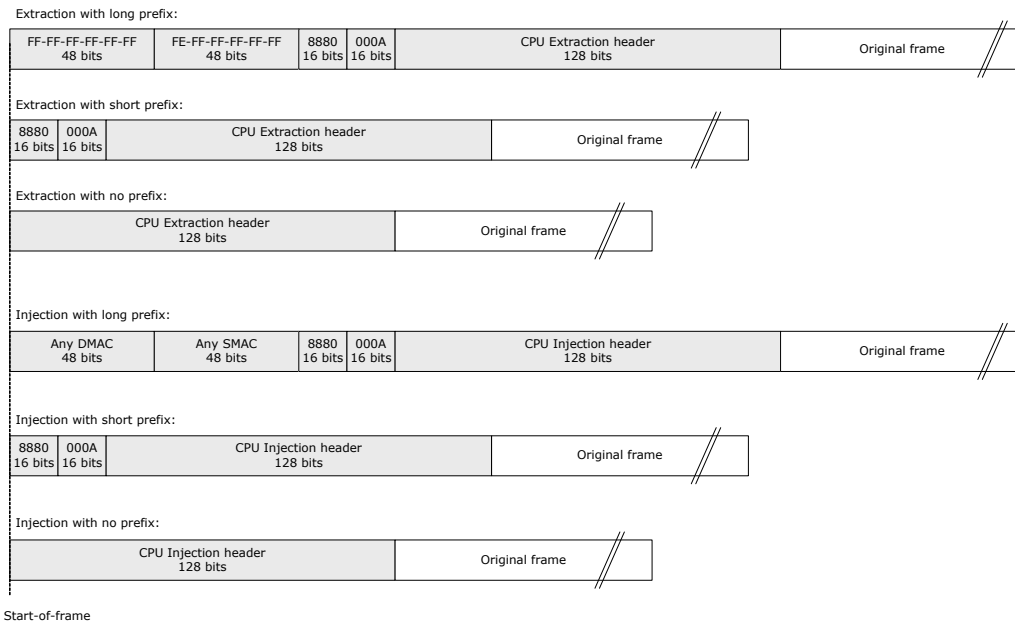 Extraction with long prefix:
FF-FF-FF-FF-FF-FF FE-FF-FF-FF-FF-FF 8880 000A CPU Extraction header Original frame
48 bits 48 bits 16 bits 16 bits 128 bits
Extraction with short prefix:
8880 000A CPU Extraction header Original frame
16 bits 16 bits 128 bits
Extraction with no prefix:
CPU Extraction header Original frame
128 bits
Injection with long prefix:
Any DMAC Any SMAC 8880 000A CPU Injection header Original frame
48 bits 48 bits 16 bits 16 bits 128 bits
Injection with short prefix:
8880 000A CPU Injection header Original frame
16 bits 16 bits 128 bits
Injection with no prefix:
CPU Injection header Original frame
128 bits
Start-of-frame